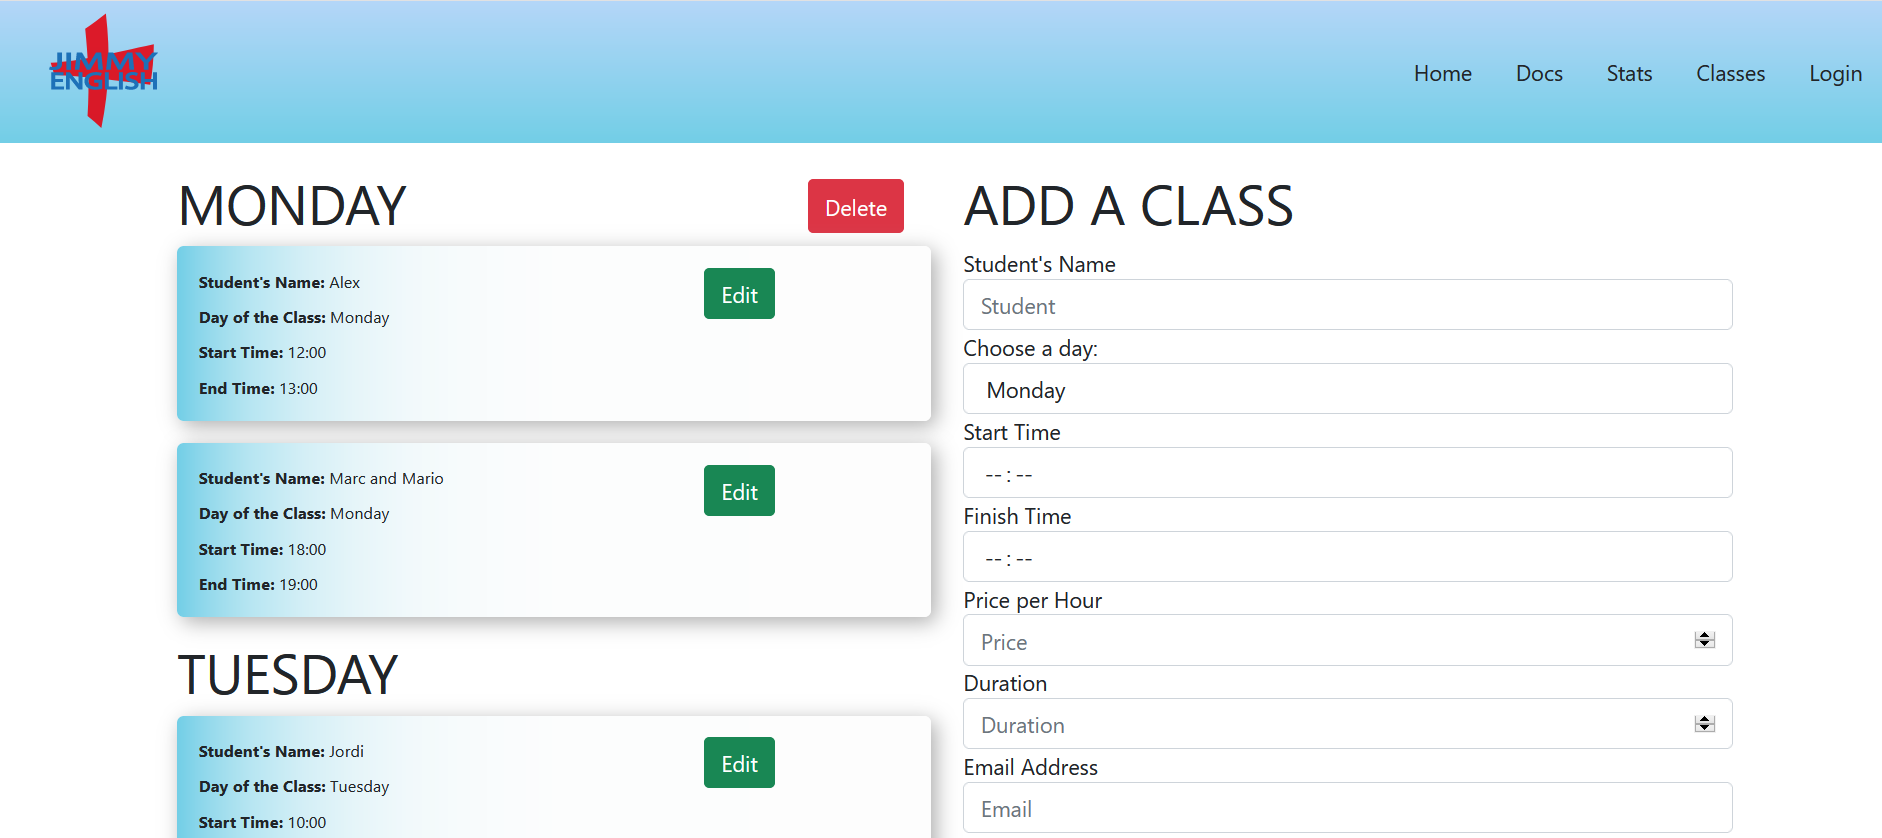 JIMMY
ENGLISH
Home Docs Stats Classes Login
MONDAY
Delete
Student's Name: Alex
Edit
Day of the Class: Monday
Start Time: 12:00
End Time: 13:00
Student's Name: Marc and Mario
Edit
Day of the Class: Monday
Start Time: 18:00
End Time: 19:00
TUESDAY
Student's Name: Jordi
Edit
Day of the Class: Tuesday
Start Time: 10:00
ADD A CLASS
Student's Name
Student
Choose a day:
Monday
Start Time
-- : --
Finish Time
-- : --
Price per Hour
Price
Duration
Duration
Email Address
Email